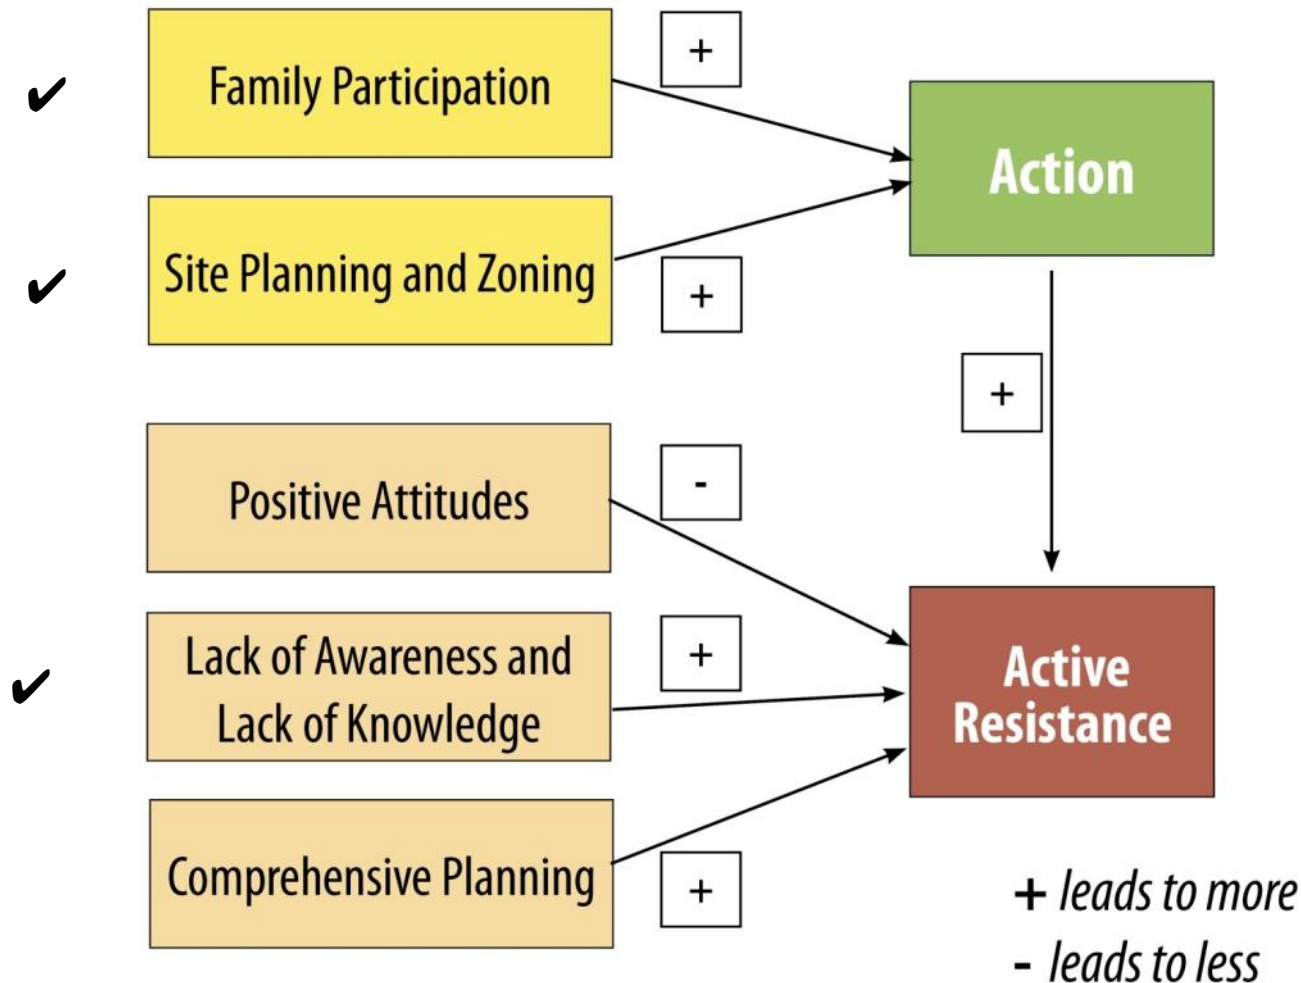 ✔
Family Participation
+
Action
✔
Site Planning and Zoning
+
+
Positive Attitudes
-
✔
Lack of Awareness and
Lack of Knowledge
+
Active
Resistance
Comprehensive Planning
+
+ leads to more
- leads to less